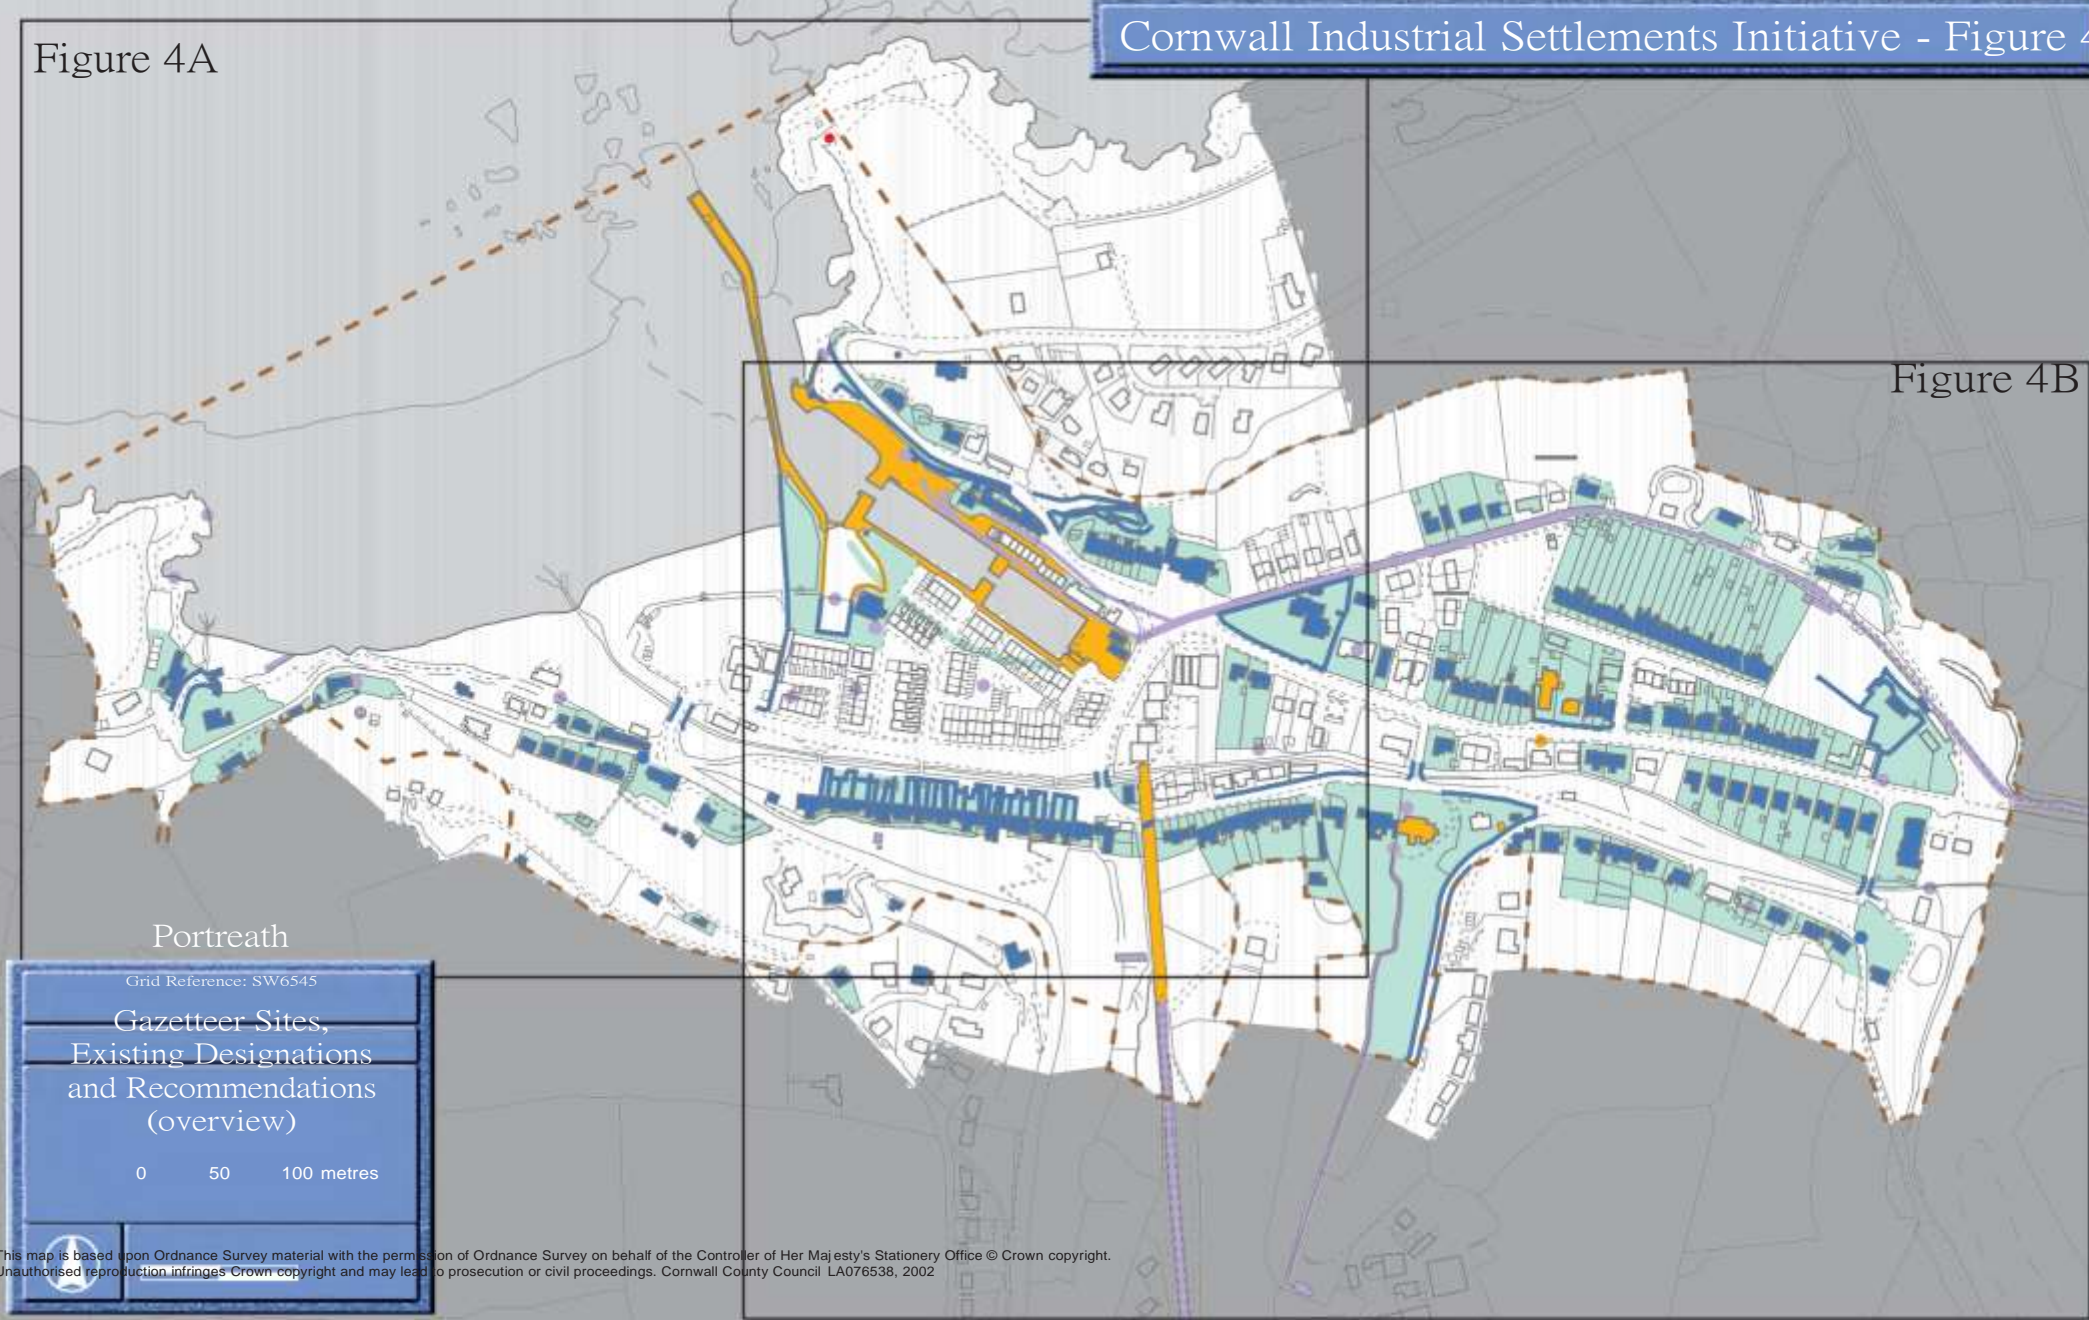 Cornwall Industrial Settlements Initiative - Figure 4
Figure 4A
Figure 4B
Portreath
Grid Reference: SW6545
Gazetteer Sites,
Existing Designations
and Recommendations
(overview)
0 50 100 metres
This map is based upon Ordnance Survey material with the permission of Ordnance Survey on behalf of the Controller of Her Majesty's Stationery Office © Crown copyright.
Unauthorised reproduction infringes Crown copyright and may lead to prosecution or civil proceedings. Cornwall County Council LA076538, 2002